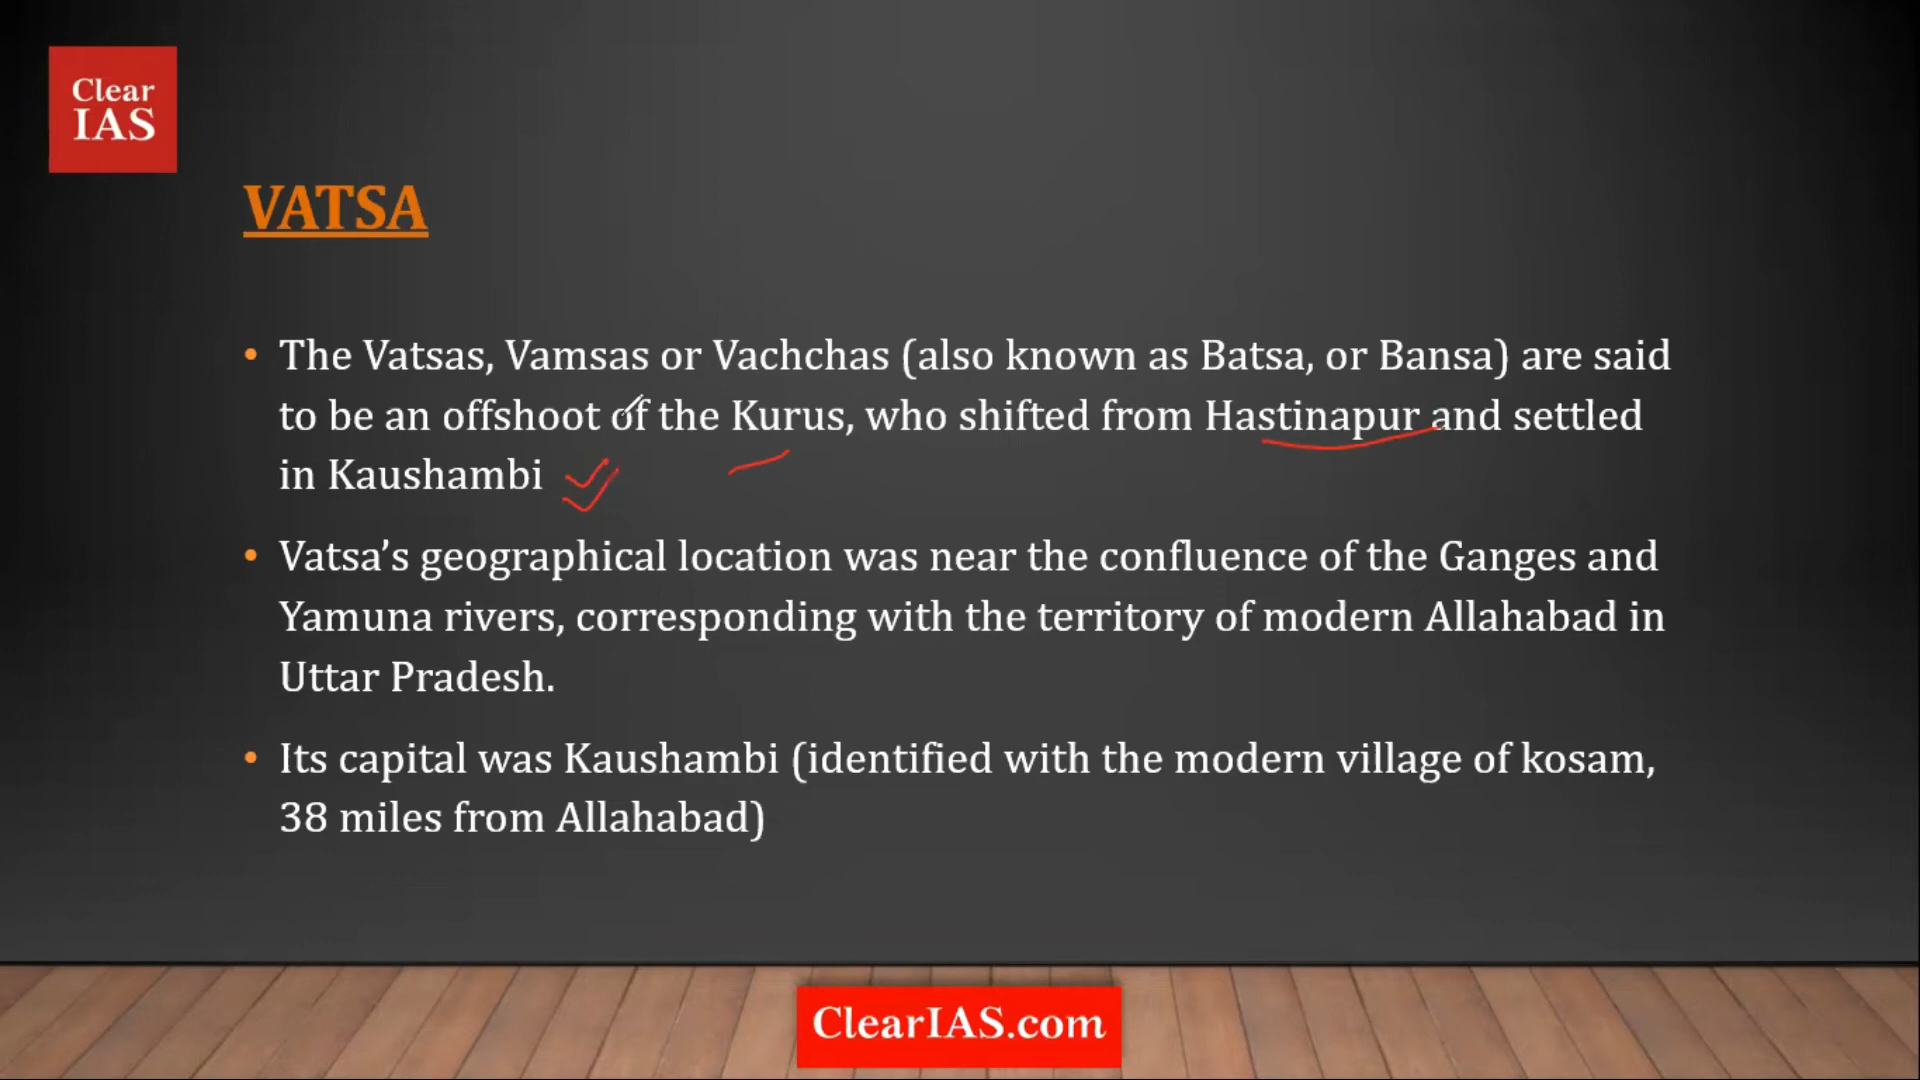 Clear
IAS
VATSA
• The Vatsas, Vamsas or Vachchas (also known as Batsa, or Bansa) are said
to be an offshoot of the Kurus, who shifted from Hastinapur and settled
in Kaushambi
• Vatsa’s geographical location was near the confluence of the Ganges and
Yamuna rivers, corresponding with the territory of modern Allahabad in
Uttar Pradesh.
• Its capital was Kaushambi (identified with the modern village of kosam,
38 miles from Allahabad)
ClearIAS.com